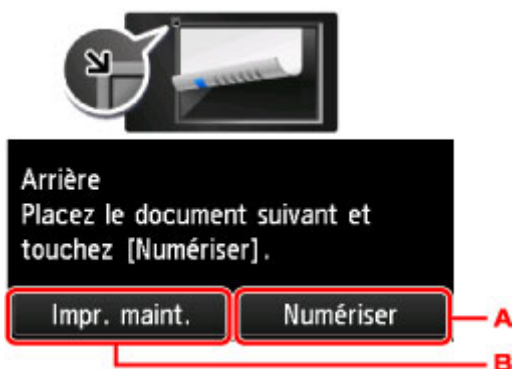 Arrière
Placez le document suivant et
touchez [Numériser].
Impr. maint.
Numériser
A
B